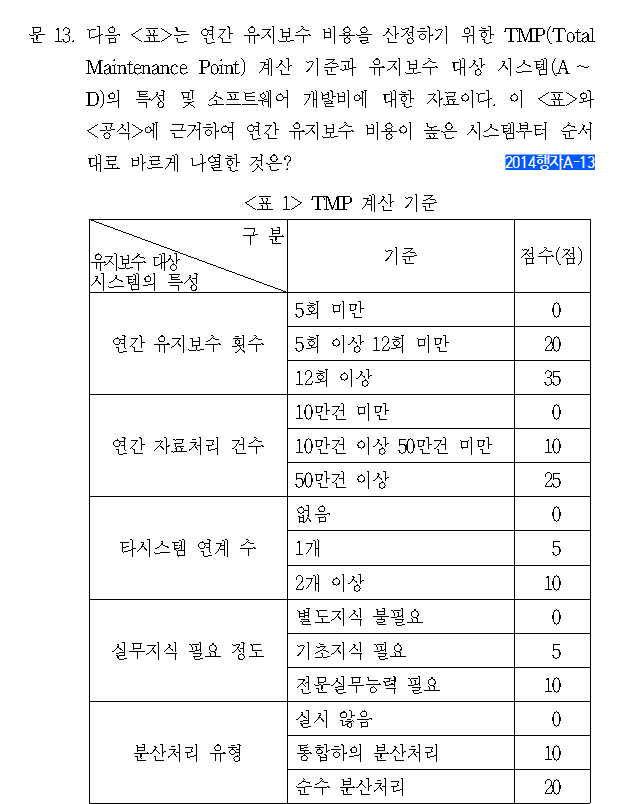 문 13. 다음 <표>는 연간 유지보수 비용을 산정하기 위한 TMP(Total
Maintenance Point) 계산 기준과 유지보수 대상 시스템(A ~
D)의 특성 및 소프트웨어 개발비에 대한 자료이다. 이 <표>와
<공식>에 근거하여 연간 유지보수 비용이 높은 시스템부터 순서
대로 바르게 나열한 것은?
2014행자A-13
<표 1> TMP 계산 기준
구 분
유지보수 대상
시스템의 특성
기준
점수(점)
연간 유지보수 횟수
5회 미만 0
5회 이상 12회 미만 20
12회 이상 35
연간 자료처리 건수
10만건 미만 0
10만건 이상 50만건 미만 10
50만건 이상 25
타시스템 연계 수
없음 0
1개 5
2개 이상 10
실무지식 필요 정도
별도지식 불필요 0
기초지식 필요 5
전문실무능력 필요 10
분산처리 유형
실시 않음 0
통합하의 분산처리 10
순수 분산처리 20